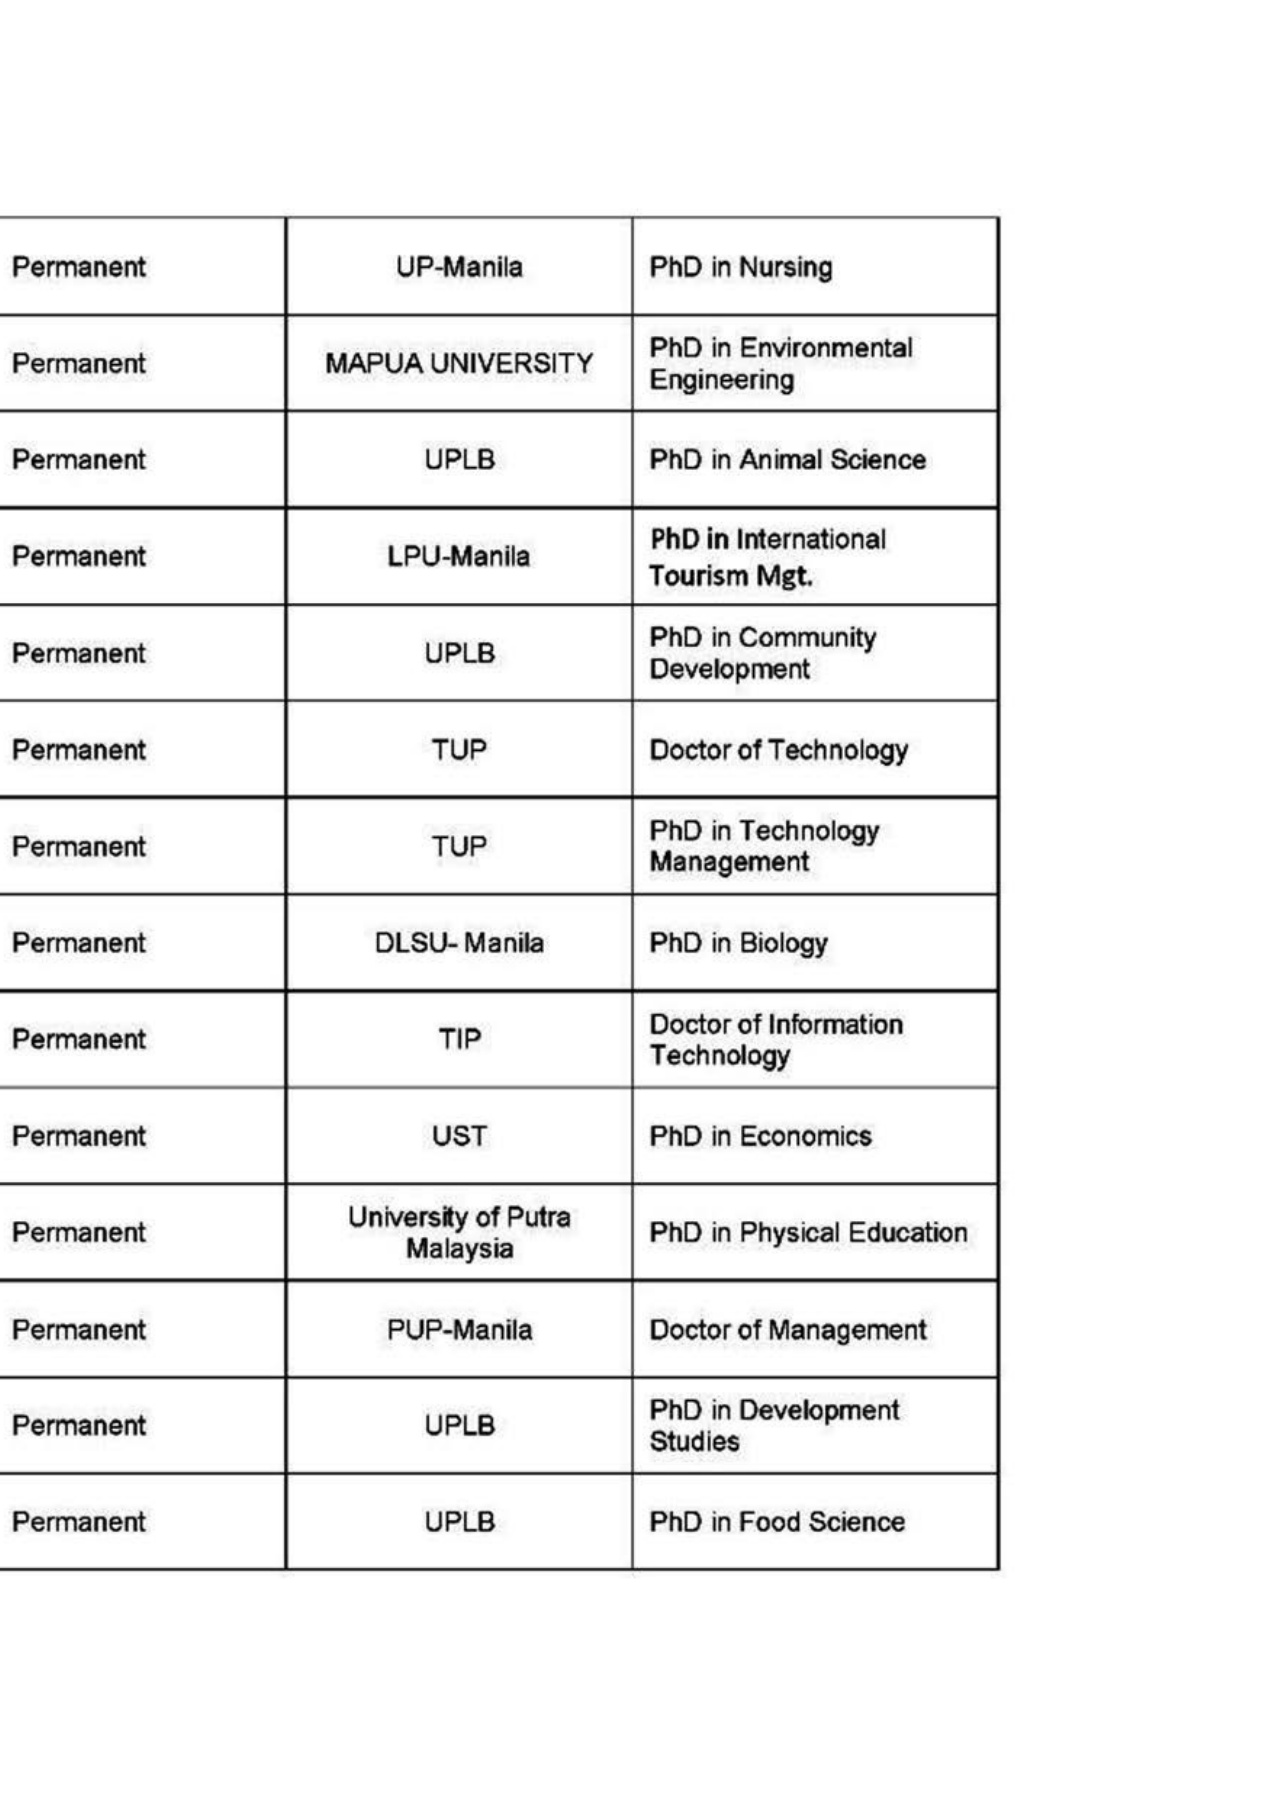 Permanent UP-Manila PhD in Nursing
Permanent MAPUA UNIVERSITY PhD in Environmental
Engineering
Permanent UPLB PhD in Animal Science
Permanent LPU-Manila PhD in International
Tourism Mgt.
Permanent UPLB PhD in Community
Development
Permanent TUP Doctor of Technology
Permanent TUP PhD in Technology
Management
Permanent DLSU- Manila PhD in Biology
Permanent TIP Doctor of Information
Technology
Permanent UST PhD in Economics
Permanent University of Putra
Malaysia PhD in Physical Education
Permanent PUP-Manila Doctor of Management
Permanent UPLB PhD in Development
Studies
Permanent UPLB PhD in Food Science